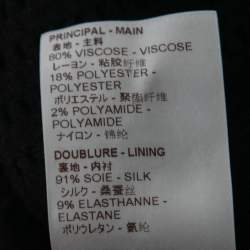 PRINCIPAL - MAIN
表地 - 主料
80% VISCOSE - VISCOSE
レーヨン - 粘胶纤维
18% POLYESTER -
POLYESTER
ポリエステル - 聚酯纤维
2% POLYAMIDE -
POLYAMIDE
ナイロン - 锦纶
DOUBLURE - LINING
裏地 - 内衬
91% SOIE - SILK
シルク - 桑蚕丝
9% ELASTHANNE -
ELASTANE
ポリウレタン - 氨纶